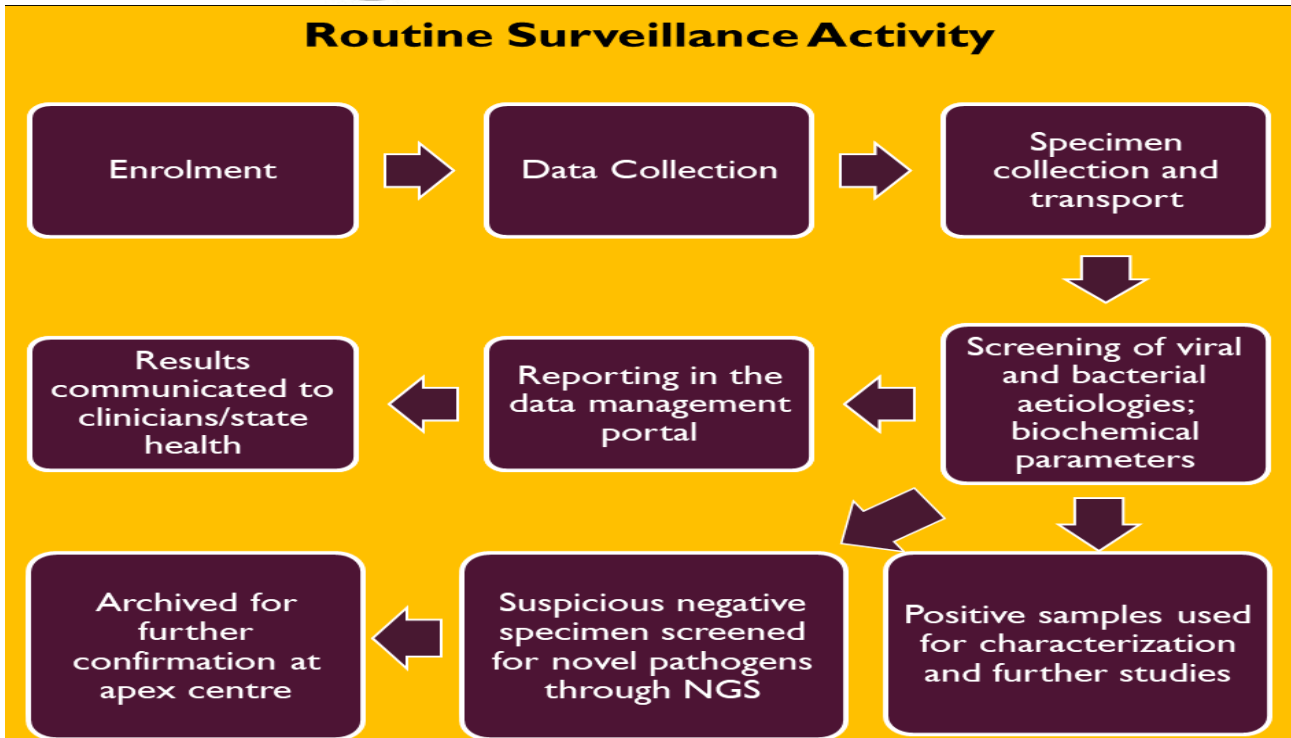 Routine Surveillance Activity
Enrolment
Data Collection
Specimen
collection and
transport
Screening of viral
and bacterial
aetiologies;
biochemical
parameters
Reporting in the
data management
portal
Results
communicated to
clinicians/state
health
Positive samples used
for characterization
and further studies
Suspicious negative
specimen screened
for novel pathogens
through NGS
Archived for
further
confirmation at
apex centre